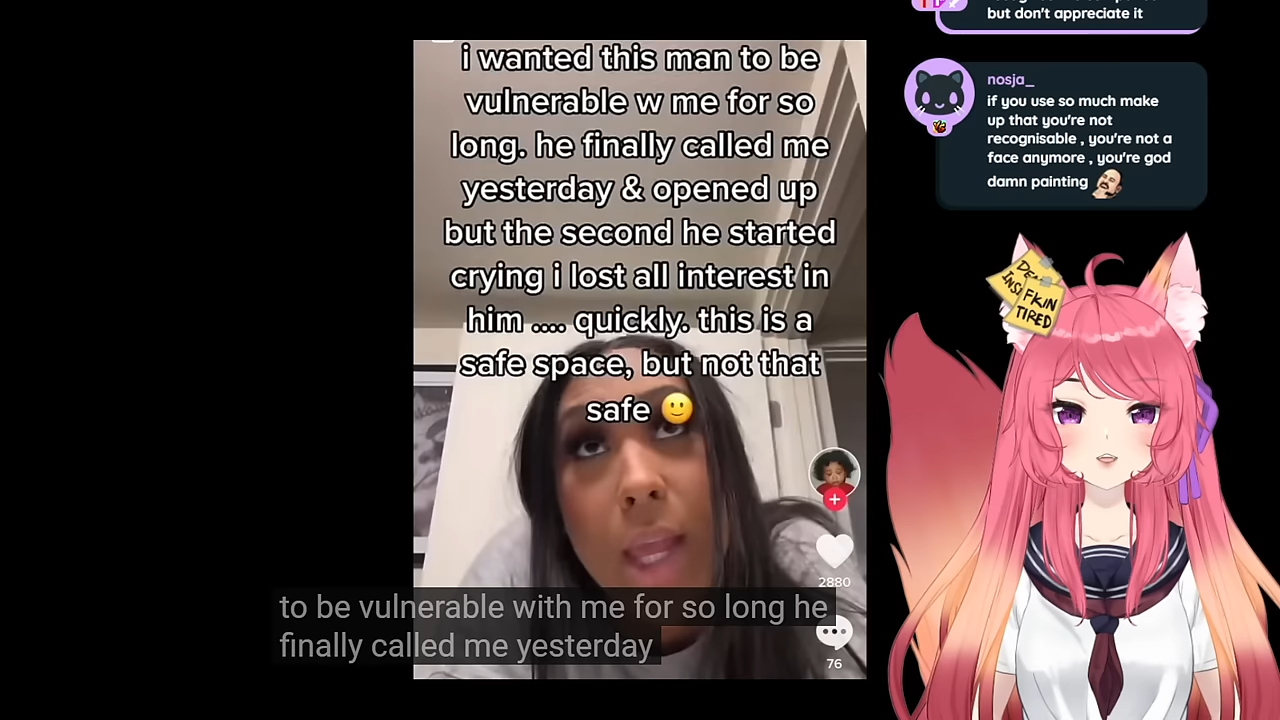 i wanted this man to be
vulnerable w me for so
long. he finally called me
yesterday & opened up
but the second he started
crying i lost all interest in
him .... quickly. this is a
safe space, but not that
safe 🙂
2880
76
to be vulnerable with me for so long he
finally called me yesterday
but don't appreciate it
nosja_
if you use so much make
up that you're not
recognisable , you're not a
face anymore , you're god
damn painting
FKIN
TIRED